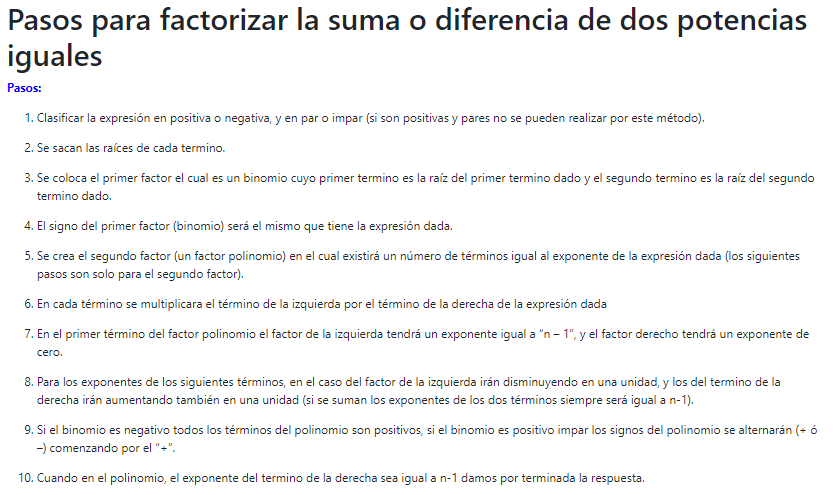 Pasos para factorizar la suma o diferencia de dos potencias
iguales
Pasos:
1. Clasificar la expresión en positiva o negativa, y en par o impar (si son positivas y pares no se pueden realizar por este método).
2. Se sacan las raíces de cada termino.
3. Se coloca el primer factor el cual es un binomio cuyo primer termino es la raíz del primer termino dado y el segundo termino es la raíz del segundo
termino dado.
4. El signo del primer factor (binomio) será el mismo que tiene la expresión dada.
5. Se crea el segundo factor (un factor polinomio) en el cual existirá un número de términos igual al exponente de la expresión dada (los siguientes
pasos son solo para el segundo factor).
6. En cada término se multiplicara el término de la izquierda por el término de la derecha de la expresión dada
7. En el primer término del factor polinomio el factor de la izquierda tendrá un exponente igual a “n – 1”, y el factor derecho tendrá un exponente de
cero.
8. Para los exponentes de los siguientes términos, en el caso del factor de la izquierda irán disminuyendo en una unidad, y los del termino de la
derecha irán aumentando también en una unidad (si se suman los exponentes de los dos términos siempre será igual a n-1).
9. Si el binomio es negativo todos los términos del polinomio son positivos, si el binomio es positivo impar los signos del polinomio se alternarán (+ ó
–) comenzando por el “+”.
10. Cuando en el polinomio, el exponente del termino de la derecha sea igual a n-1 damos por terminada la respuesta.